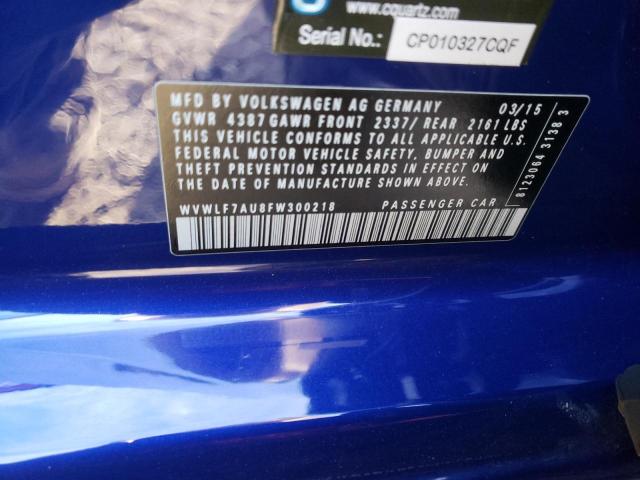 www.cquartz.com
Serial No.: CP010327CQF
MFD BY VOLKSWAGEN AG GERMANY 03/15
GVWR 4387 GAWR FRONT 2337/ REAR 2161 LBS
THIS VEHICLE CONFORMS TO ALL APPLICABLE U.S.
FEDERAL MOTOR VEHICLE SAFETY, BUMPER AND
THEFT PREVENTION STANDARDS IN EFFECT ON
THE DATE OF MANUFACTURE SHOWN ABOVE.
WVWLF7AU8FW300218 PASSENGER CAR
8123064 3138 3